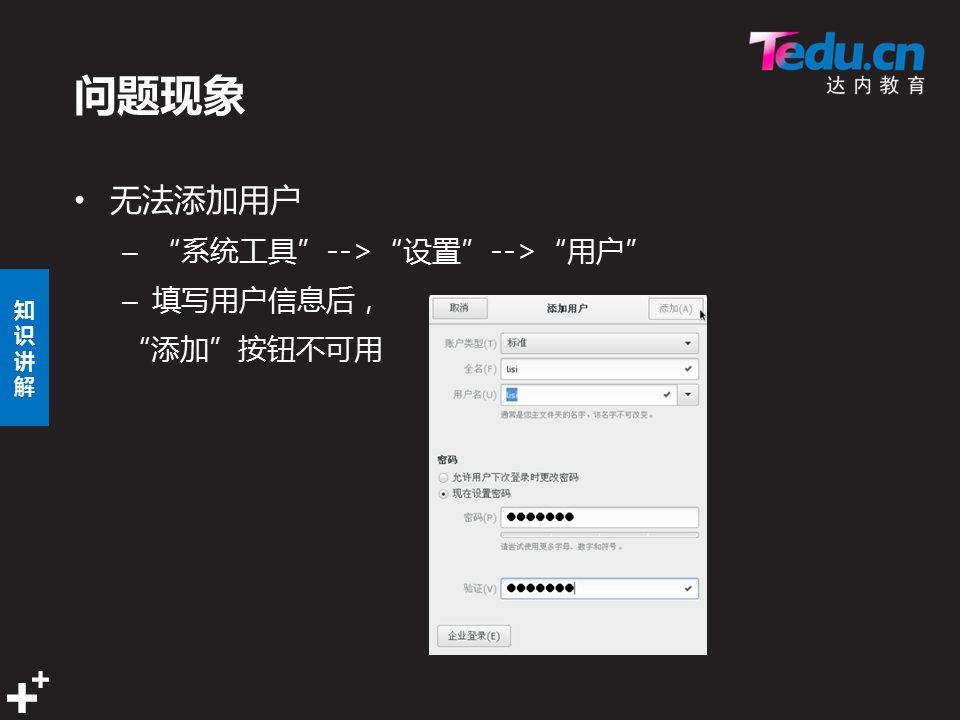 Tedu.cn
达内教育
问题现象
• 无法添加用户
– “系统工具”-->“设置”-->“用户”
– 填写用户信息后，
“添加”按钮不可用
知识讲解
取消 添加用户 添加(A)
账户类型(T) 标准
全名(F) lisi
用户名(U) lisi
通常是您主文件夹的名字，该名字不可改变。
密码
允许用户下次登录时更改密码
现在设置密码
密码(P) ●●●●●●●
请尝试使用更多字母、数字和符号。
验证(V) ●●●●●●●
企业登录(E)